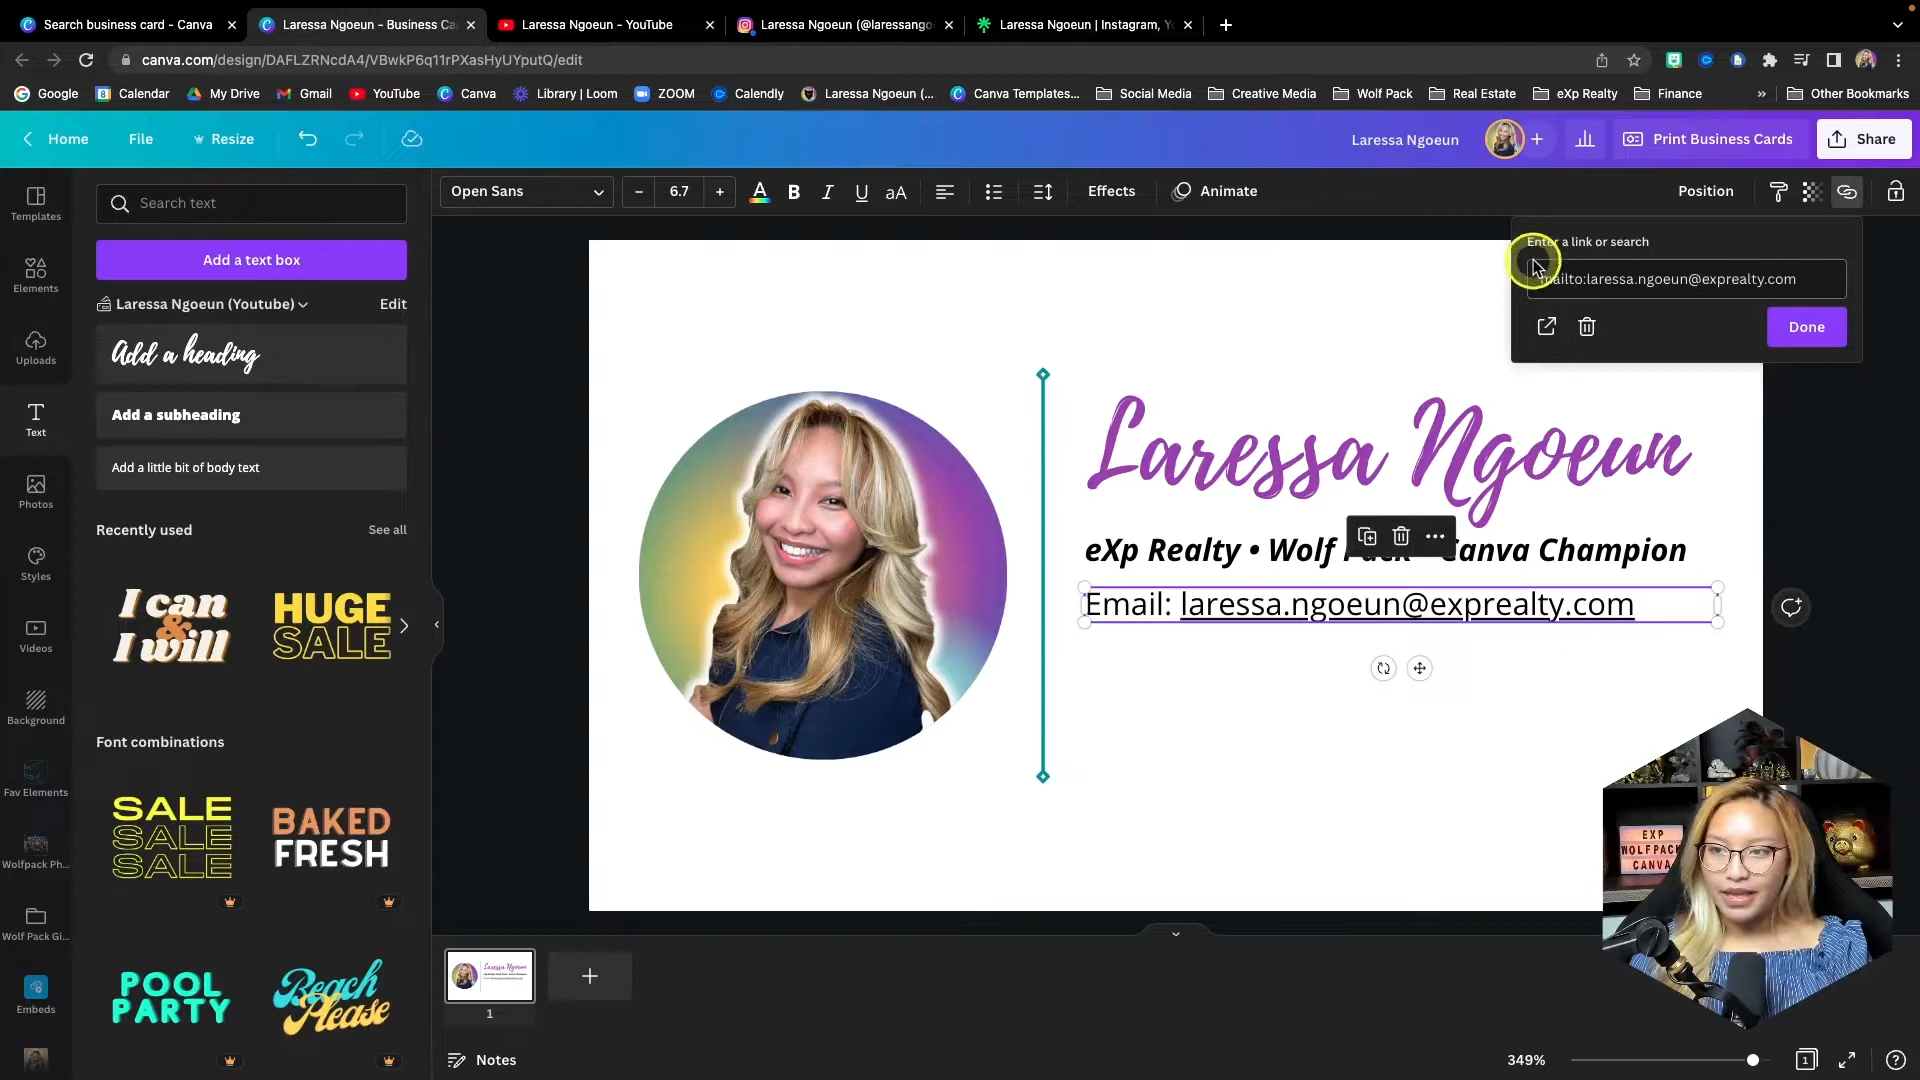 Search business card - Canva
Laressa Ngoeun - Business Ca
Laressa Ngoeun - YouTube
Laressa Ngoeun (@laressango
Laressa Ngoeun | Instagram, Y
canva.com/design/DAFLZRNcdA4/VBwkP6q11rPXasHyUYputQ/edit
Google
Calendar
My Drive
Gmail
YouTube
Canva
Library | Loom
ZOOM
Calendly
Laressa Ngoeun (...
Canva Templates...
Social Media
Creative Media
Wolf Pack
Real Estate
eXp Realty
Finance
»
Other Bookmarks
Home
File
Resize
Laressa Ngoeun
Print Business Cards
Share
Templates
Elements
Uploads
Text
Photos
Styles
Videos
Background
Fav Elements
Wolfpack Ph...
Wolf Pack Gi...
Embeds
Search text
Add a text box
Laressa Ngoeun (Youtube)
Edit
Add a heading
Add a subheading
Add a little bit of body text
Recently used
See all
I can
&
I will
HUGE
SALE
Font combinations
SALE
SALE
SALE
BAKED
FRESH
POOL
PARTY
Beach
Please
Open Sans
– 6.7 +
A
B
I
U
aA
Effects
Animate
Position
Enter a link or search
mailto:laressa.ngoeun@exprealty.com
Done
Laressa Ngoeun
eXp Realty • Wolf Pack Canva Champion
Email: laressa.ngoeun@exprealty.com
EXP
WOLFPACK
CANVA
1
Notes
349%
1
?